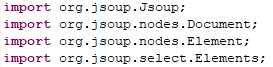 import org.jsoup.Jsoup;
import org.jsoup.nodes.Document;
import org.jsoup.nodes.Element;
import org.jsoup.select.Elements;